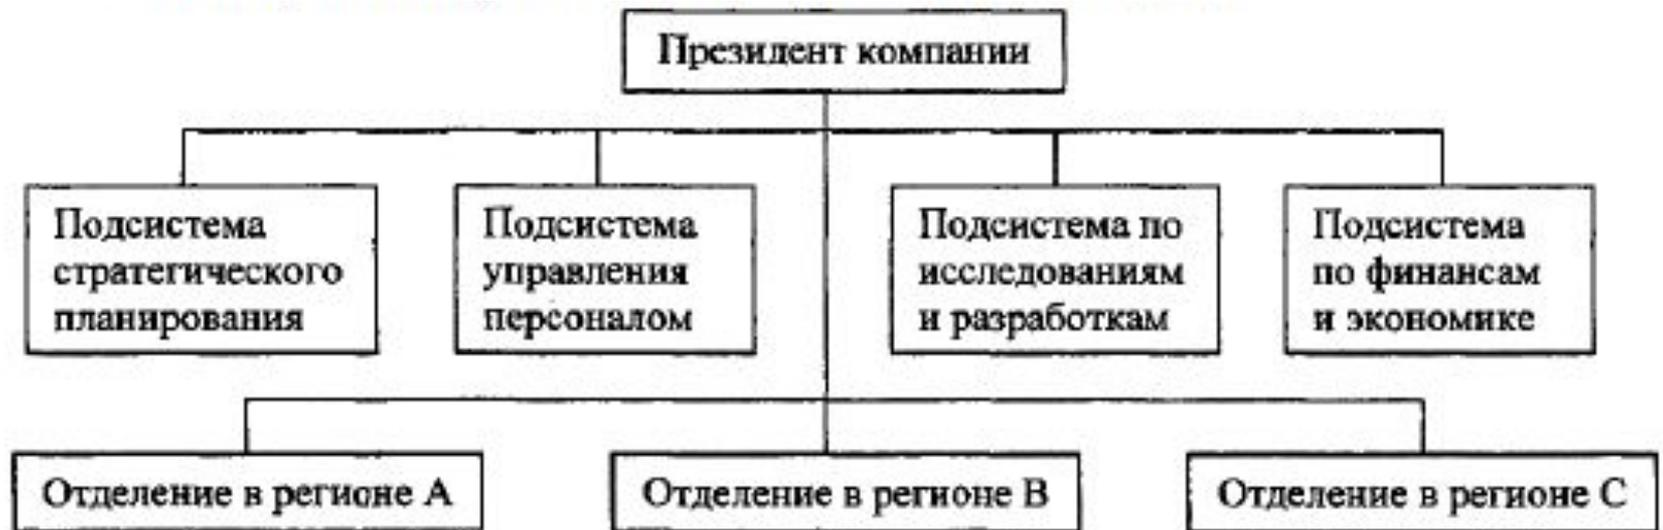 Президент компании
Подсистема
стратегического
планирования
Подсистема
управления
персоналом
Подсистема по
исследованиям
и разработкам
Подсистема
по финансам
и экономике
Отделение в регионе А
Отделение в регионе В
Отделение в регионе С